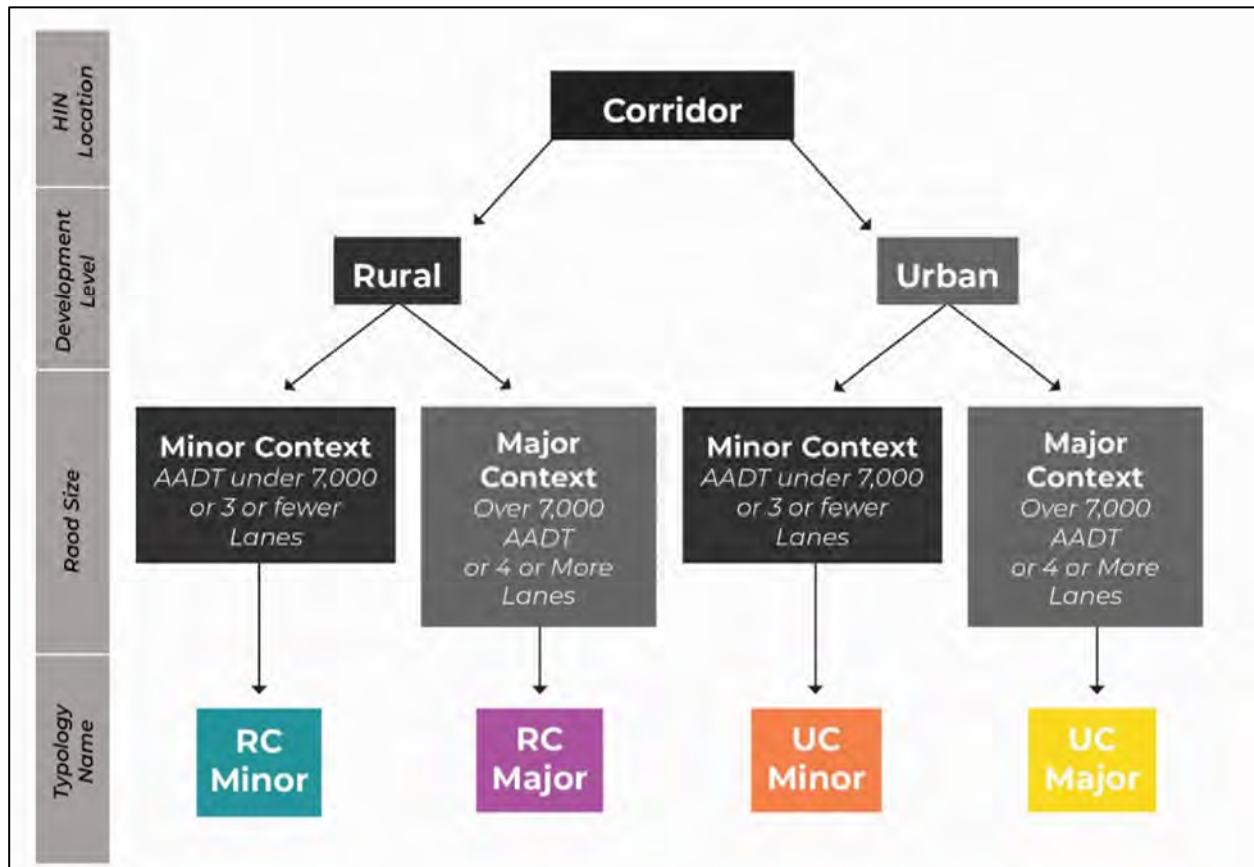 HIN
Location
Corridor
Development
Level
Rural
Urban
Raod Size
Minor Context
AADT under 7,000
or 3 or fewer
Lanes
Major
Context
Over 7,000
AADT
or 4 or More
Lanes
Minor Context
AADT under 7,000
or 3 or fewer
Lanes
Major
Context
Over 7,000
AADT
or 4 or More
Lanes
Typology
Name
RC
Minor
RC
Major
UC
Minor
UC
Major